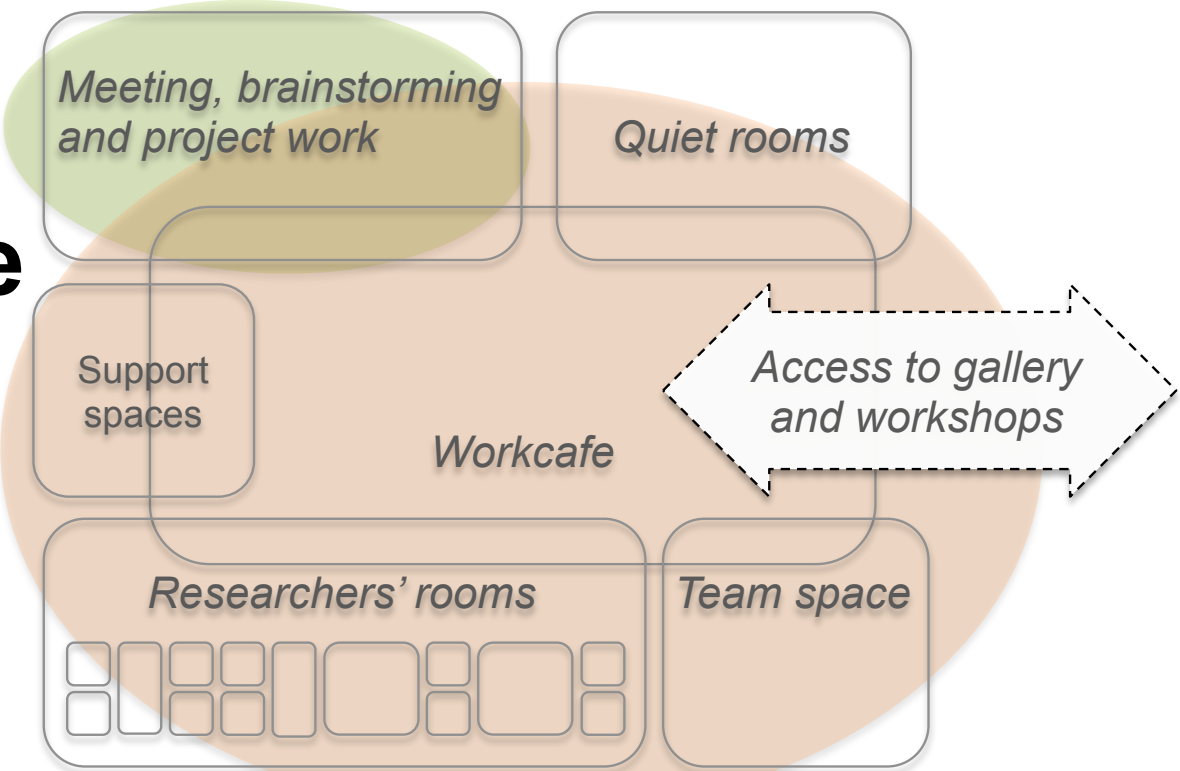 Meeting, brainstorming
and project work
Quiet rooms
e
Support
spaces
Access to gallery
and workshops
Workcafe
Researchers’ rooms
Team space